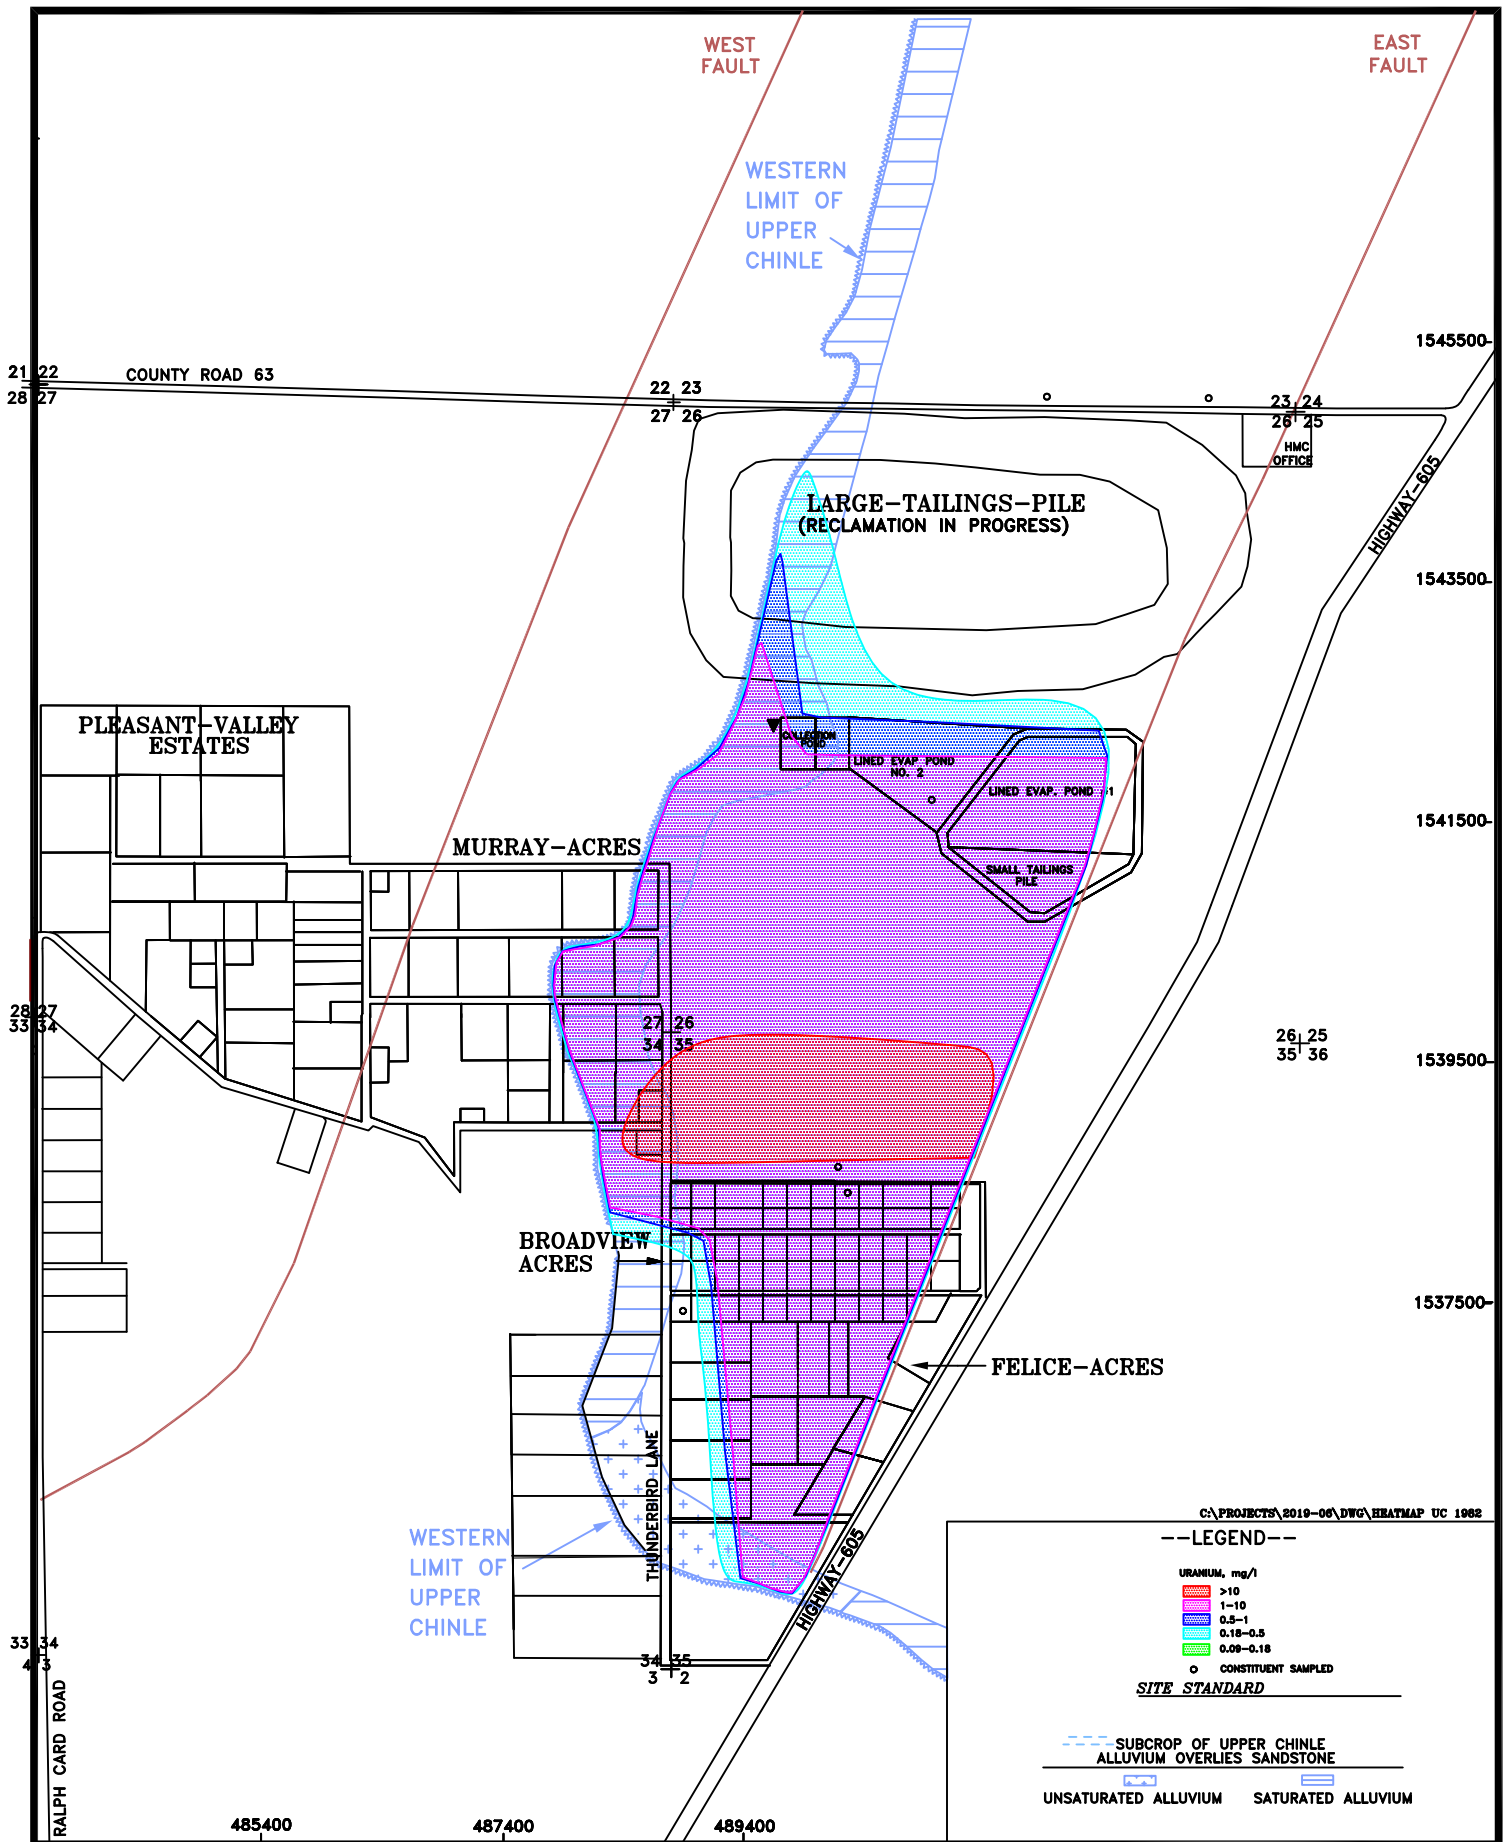 WEST
FAULT
EAST
FAULT
WESTERN
LIMIT OF
UPPER
CHINLE
1545500
21 22
28 27
COUNTY ROAD 63
22 23
27 26
23 24
26 25
HMC
OFFICE
HIGHWAY-605
LARGE-TAILINGS-PILE
(RECLAMATION IN PROGRESS)
1543500
PLEASANT-VALLEY
ESTATES
COLLECTION
POND
LINED EVAP POND
NO. 2
LINED EVAP. POND #1
1541500
MURRAY-ACRES
SMALL TAILINGS
PILE
28 27
33 34
27 26
34 35
26 25
35 36
1539500
BROADVIEW
ACRES
1537500
FELICE-ACRES
THUNDERBIRD LANE
WESTERN
LIMIT OF
UPPER
CHINLE
HIGHWAY-605
C:\PROJECTS\2019-06\DWG\HEATMAP UC 1982
--LEGEND--
URANIUM, mg/l
>10
1-10
0.5-1
0.18-0.5
0.09-0.18
CONSTITUENT SAMPLED
SITE STANDARD
SUBCROP OF UPPER CHINLE
ALLUVIUM OVERLIES SANDSTONE
UNSATURATED ALLUVIUM SATURATED ALLUVIUM
33 34
4 3
34 35
3 2
RALPH CARD ROAD
485400
487400
489400